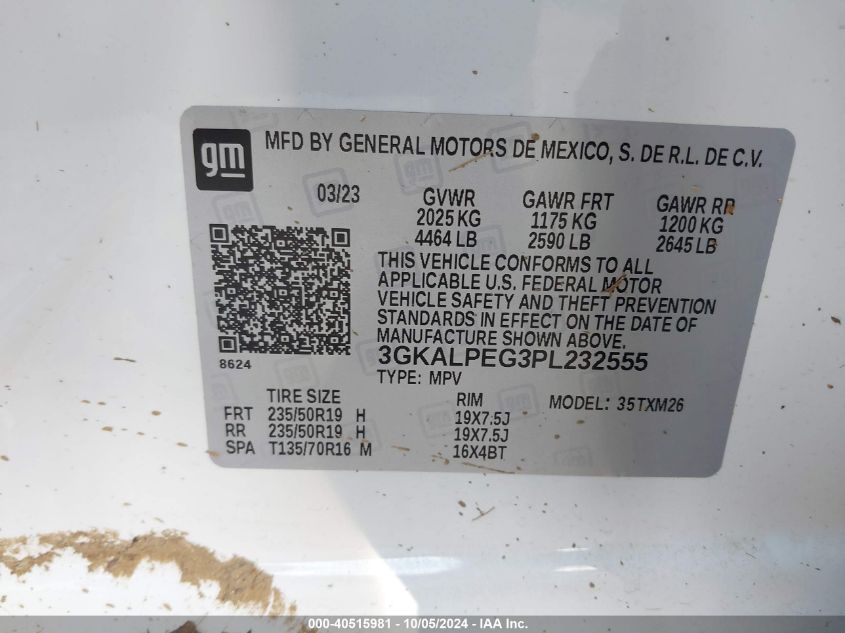 gm
MFD BY GENERAL MOTORS DE MEXICO, S. DE R.L. DE C.V.
03/23 GVWR GAWR FRT GAWR RR
2025 KG 1175 KG 1200 KG
4464 LB 2590 LB 2645 LB
THIS VEHICLE CONFORMS TO ALL
APPLICABLE U.S. FEDERAL MOTOR
VEHICLE SAFETY AND THEFT PREVENTION
STANDARDS IN EFFECT ON THE DATE OF
MANUFACTURE SHOWN ABOVE.
8624
3GKALPEG3PL232555
TYPE: MPV
TIRE SIZE RIM MODEL: 35TXM26
FRT 235/50R19 H 19X7.5J
RR 235/50R19 H 19X7.5J
SPA T135/70R16 M 16X4BT
000-40515981 - 10/05/2024 - IAAI Inc.